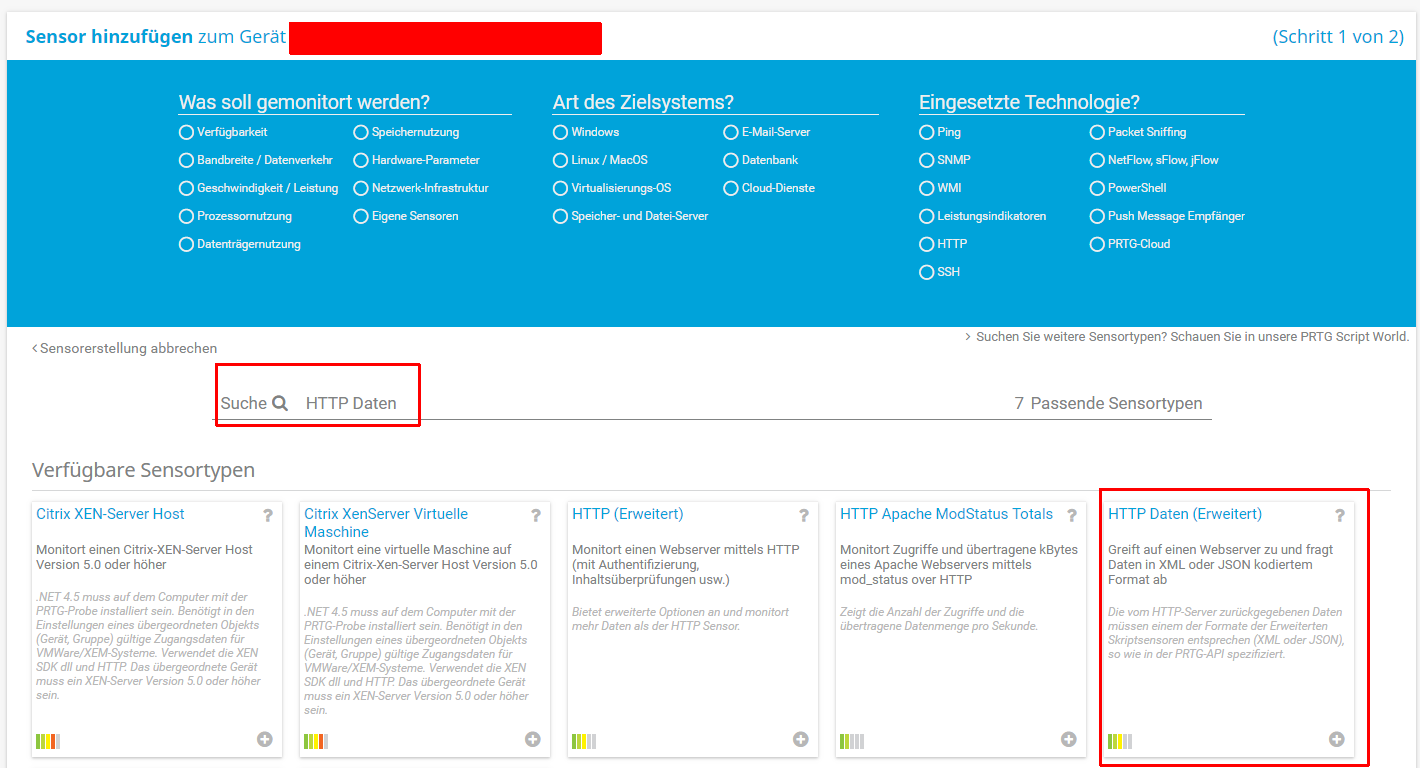 Sensor hinzufügen zum Gerät
(Schritt 1 von 2)
Was soll gemonitort werden?
Verfügbarkeit
Speichernutzung
Bandbreite / Datenverkehr
Hardware-Parameter
Geschwindigkeit / Leistung
Netzwerk-Infrastruktur
Prozessornutzung
Eigene Sensoren
Datenträgernutzung
Art des Zielsystems?
Windows
E-Mail-Server
Linux / MacOS
Datenbank
Virtualisierungs-OS
Cloud-Dienste
Speicher- und Datei-Server
Eingesetzte Technologie?
Ping
Packet Sniffing
SNMP
NetFlow, sFlow, jFlow
WMI
PowerShell
Leistungsindikatoren
Push Message Empfänger
HTTP
PRTG-Cloud
SSH
Suchen Sie weitere Sensortypen? Schauen Sie in unsere PRTG Script World.
Sensorerstellung abbrechen
Suche HTTP Daten
7 Passende Sensortypen
Verfügbare Sensortypen
Citrix XEN-Server Host ?
Monitort einen Citrix-XEN-Server Host
Version 5.0 oder höher
.NET 4.5 muss auf dem Computer mit der
PRTG-Probe installiert sein. Benötigt in den
Einstellungen eines übergeordneten Objekts
(Gerät, Gruppe) gültige Zugangsdaten für
VMWare/XEM-Systeme. Verwendet die XEN
SDK dll und HTTP. Das übergeordnete Gerät
muss ein XEN-Server Version 5.0 oder höher
sein.
Citrix XenServer Virtuelle ?
Maschine
Monitort eine virtuelle Maschine auf
einem Citrix-Xen-Server Host Version 5.0
oder höher
.NET 4.5 muss auf dem Computer mit der
PRTG-Probe installiert sein. Benötigt in den
Einstellungen eines übergeordneten Objekts
(Gerät, Gruppe) gültige Zugangsdaten für
VMWare/XEM-Systeme. Verwendet die XEN
SDK dll und HTTP. Das übergeordnete Gerät
muss ein XEN-Server Version 5.0 oder höher
sein.
HTTP (Erweitert) ?
Monitort einen Webserver mittels HTTP
(mit Authentifizierung,
Inhaltsüberprüfungen usw.)
Bietet erweiterte Optionen an und monitort
mehr Daten als der HTTP Sensor.
HTTP Apache ModStatus Totals ?
Monitort Zugriffe und übertragene kBytes
eines Apache Webservers mittels
mod_status over HTTP
Zeigt die Anzahl der Zugriffe und die
übertragene Datenmenge pro Sekunde.
HTTP Daten (Erweitert) ?
Greift auf einen Webserver zu und fragt
Daten in XML oder JSON kodiertem
Format ab
Die vom HTTP-Server zurückgegebenen Daten
müssen einem der Formate der Erweiterten
Skriptsensoren entsprechen (XML oder JSON),
so wie in der PRTG-API spezifiziert.